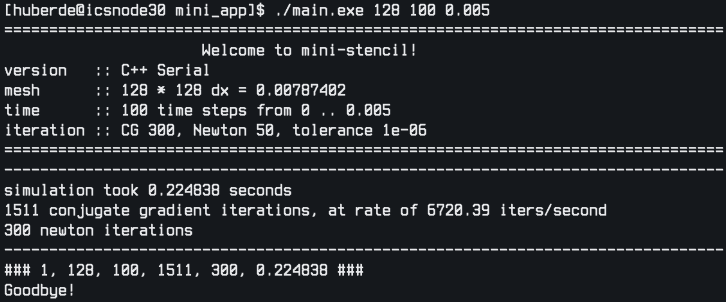 [huberde@icsnode30 mini_app]$ ./main.exe 128 100 0.005
================================================================================
                      Welcome to mini-stencil!
version   :: C++ Serial
mesh      :: 128 * 128 dx = 0.00787402
time      :: 100 time steps from 0 .. 0.005
iteration :: CG 300, Newton 50, tolerance 1e-06
================================================================================
--------------------------------------------------------------------------------
simulation took 0.224838 seconds
1511 conjugate gradient iterations, at rate of 6720.39 iters/second
300 newton iterations
--------------------------------------------------------------------------------
### 1, 128, 100, 1511, 300, 0.224838 ###
Goodbye!